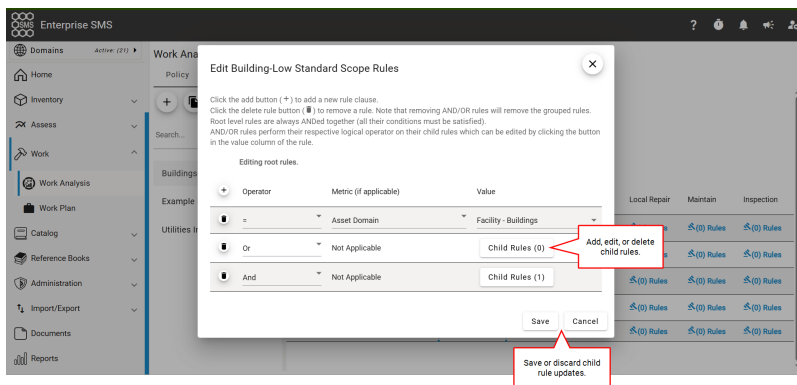 SMS Enterprise SMS
?
Domains Active: (21)
Home
Inventory
Assess
Work
Work Analysis
Work Plan
Catalog
Reference Books
Administration
Import/Export
Documents
Reports
Work Ana
Policy
+
Search...
Buildings
Example
Utilities I
Edit Building-Low Standard Scope Rules
Click the add button ( + ) to add a new rule clause.
Click the delete rule button ( ) to remove a rule. Note that removing AND/OR rules will remove the grouped rules.
Root level rules are always ANDed together (all their conditions must be satisfied).
AND/OR rules perform their respective logical operator on their child rules which can be edited by clicking the button
in the value column of the rule.
Editing root rules.
+ Operator Metric (if applicable) Value
= Asset Domain Facility - Buildings
Or Not Applicable Child Rules (0)
And Not Applicable Child Rules (1)
Save Cancel
Add, edit, or delete
child rules.
Save or discard child
rule updates.
Local Repair Maintain Inspection
s (0) Rules (0) Rules
s (0) Rules (0) Rules
(0) Rules (0) Rules (0) Rules
(0) Rules (0) Rules (0) Rules
(0) Rules (0) Rules (0) Rules